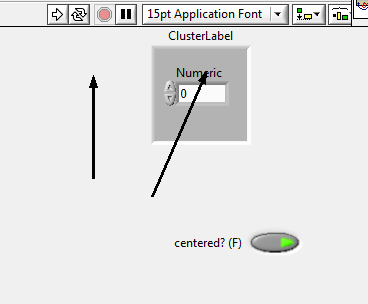 15pt Application Font
ClusterLabel
Numeric
0
centered? (F)